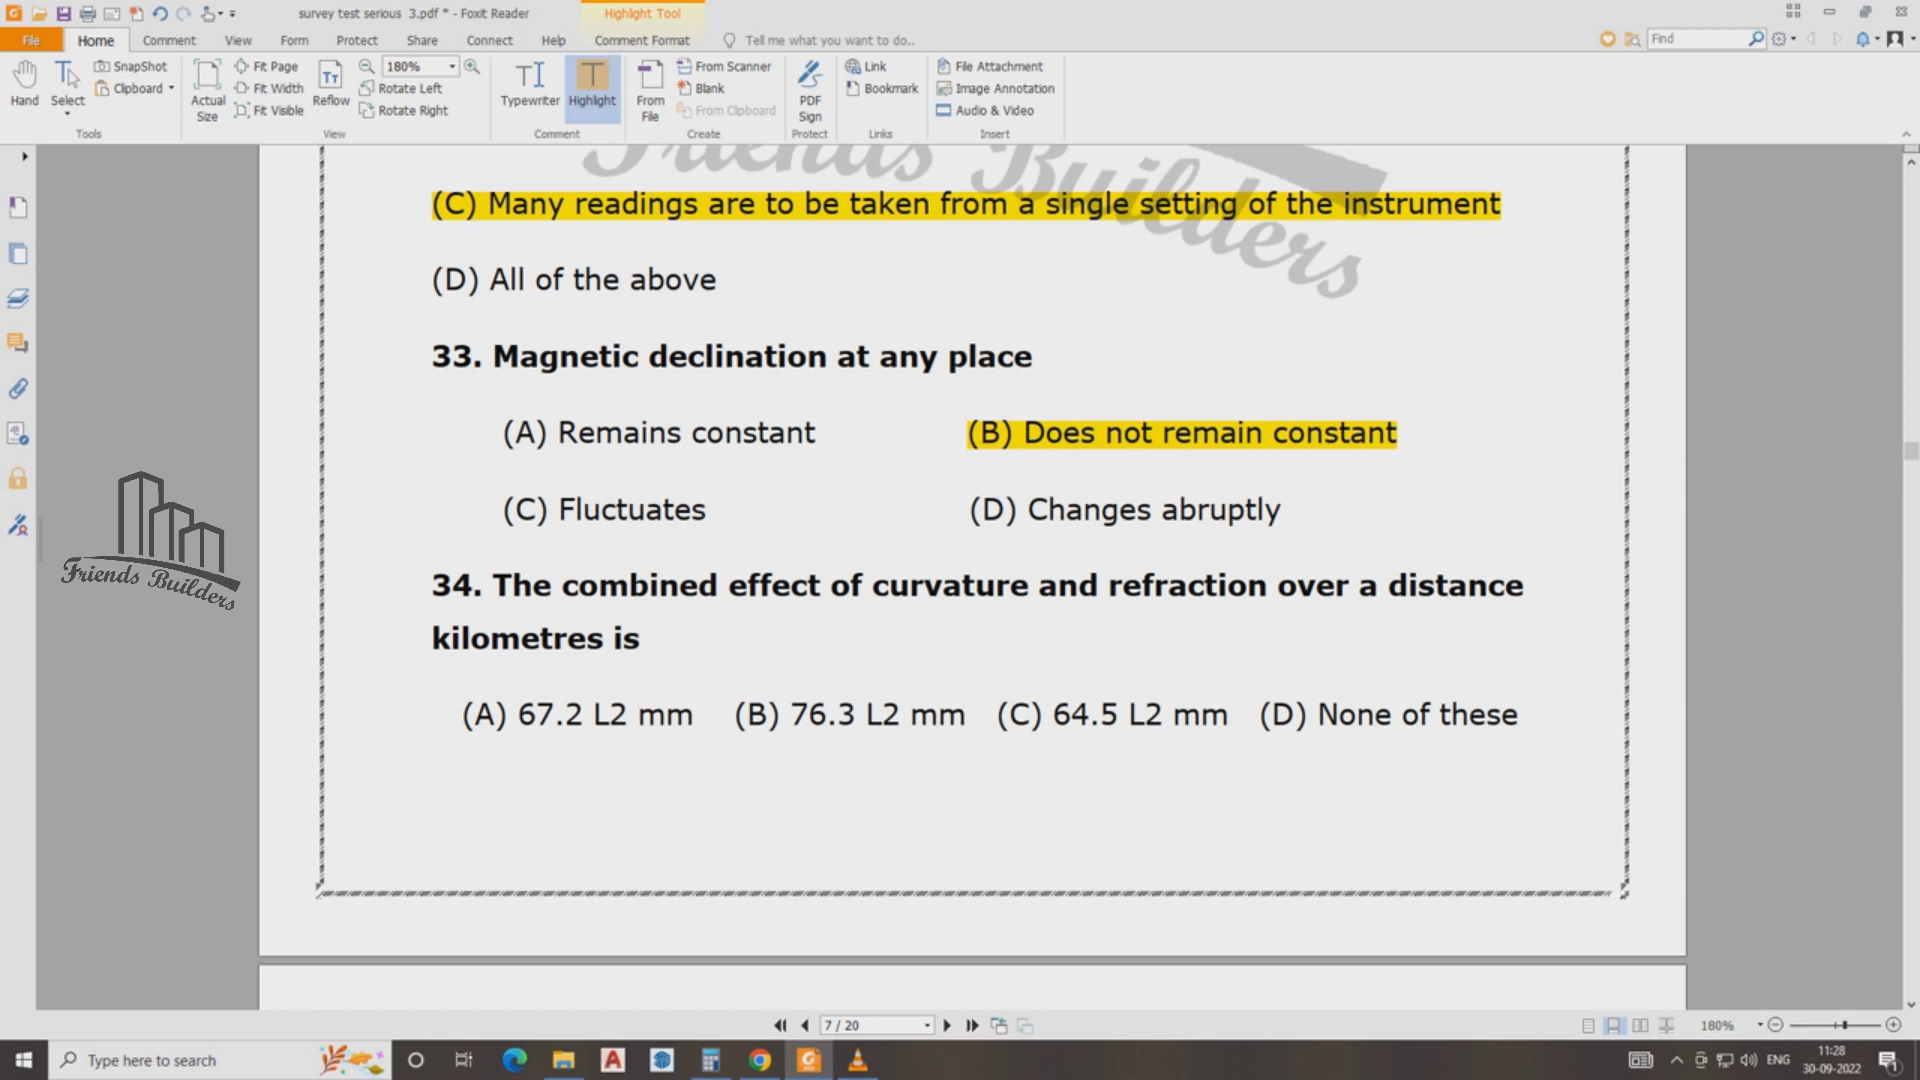 survey test serious 3.pdf * - Foxit Reader
Highlight Tool
File Home Comment View Form Protect Share Connect Help Comment Format Tell me what you want to do.. Find
Hand
Select
SnapShot
Clipboard
Tools
Actual Size
Fit Page
Fit Width
Fit Visible
Reflow
180%
Rotate Left
Rotate Right
View
Typewriter
Highlight
Comment
From File
From Scanner
Blank
From Clipboard
Create
PDF Sign
Protect
Link
Bookmark
Links
File Attachment
Image Annotation
Audio & Video
Insert
Friends Builders
(C) Many readings are to be taken from a single setting of the instrument
(D) All of the above
33. Magnetic declination at any place
(A) Remains constant (B) Does not remain constant
(C) Fluctuates (D) Changes abruptly
Friends Builders
34. The combined effect of curvature and refraction over a distance
kilometres is
(A) 67.2 L2 mm (B) 76.3 L2 mm (C) 64.5 L2 mm (D) None of these
7 / 20
180%
Type here to search
ENG
11:28
30-09-2022
1